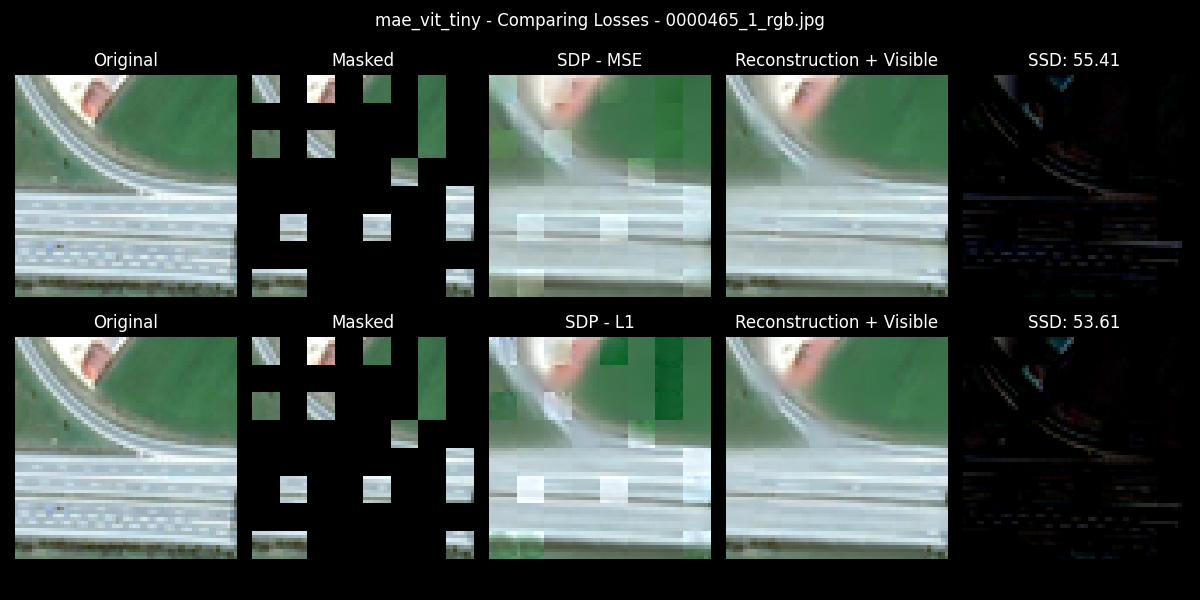 mae_vit_tiny - Comparing Losses - 0000465_1_rgb.jpg
Original Masked SDP - MSE Reconstruction + Visible SSD: 55.41
Original Masked SDP - L1 Reconstruction + Visible SSD: 53.61